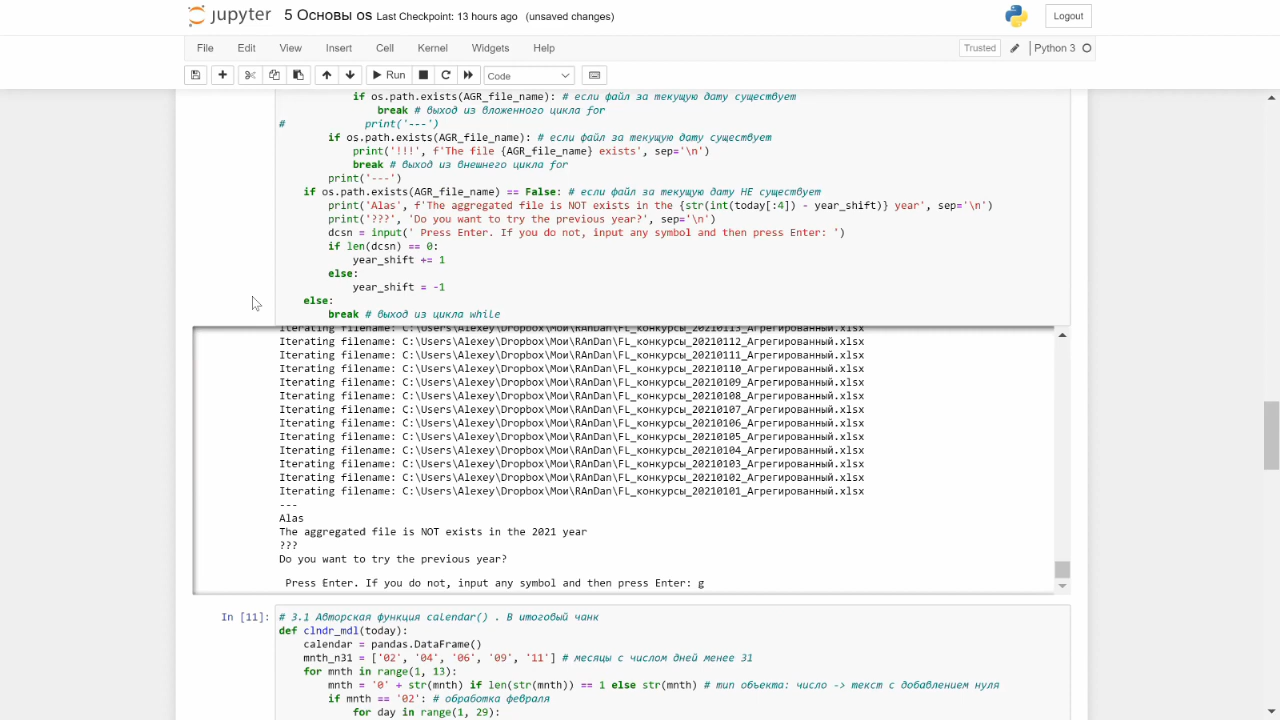 jupyter 5 Основы os Last Checkpoint: 13 hours ago (unsaved changes) Logout
File Edit View Insert Cell Kernel Widgets Help Trusted Python 3
Run Code
if os.path.exists(AGR_file_name): # если файл за текущую дату существует
break # выход из вложенного цикла for
# print('---')
if os.path.exists(AGR_file_name): # если файл за текущую дату существует
print('!!!', f'The file {AGR_file_name} exists', sep='\n')
break # выход из внешнего цикла for
print('---')
if os.path.exists(AGR_file_name) == False: # если файл за текущую дату НЕ существует
print('Alas', f'The aggregated file is NOT exists in the {str(int(today[:4]) - year_shift)} year', sep='\n')
print('???', 'Do you want to try the previous year?', sep='\n')
dcsn = input(' Press Enter. If you do not, input any symbol and then press Enter: ')
if len(dcsn) == 0:
year_shift += 1
else:
year_shift = -1
else:
break # выход из цикла while
Iterating filename: C:\Users\Alexey\Dropbox\Мои\RAnDan\FL_конкурсы_20210113_Агрегированный.xlsx
Iterating filename: C:\Users\Alexey\Dropbox\Мои\RAnDan\FL_конкурсы_20210112_Агрегированный.xlsx
Iterating filename: C:\Users\Alexey\Dropbox\Мои\RAnDan\FL_конкурсы_20210111_Агрегированный.xlsx
Iterating filename: C:\Users\Alexey\Dropbox\Мои\RAnDan\FL_конкурсы_20210110_Агрегированный.xlsx
Iterating filename: C:\Users\Alexey\Dropbox\Мои\RAnDan\FL_конкурсы_20210109_Агрегированный.xlsx
Iterating filename: C:\Users\Alexey\Dropbox\Мои\RAnDan\FL_конкурсы_20210108_Агрегированный.xlsx
Iterating filename: C:\Users\Alexey\Dropbox\Мои\RAnDan\FL_конкурсы_20210107_Агрегированный.xlsx
Iterating filename: C:\Users\Alexey\Dropbox\Мои\RAnDan\FL_конкурсы_20210106_Агрегированный.xlsx
Iterating filename: C:\Users\Alexey\Dropbox\Мои\RAnDan\FL_конкурсы_20210105_Агрегированный.xlsx
Iterating filename: C:\Users\Alexey\Dropbox\Мои\RAnDan\FL_конкурсы_20210104_Агрегированный.xlsx
Iterating filename: C:\Users\Alexey\Dropbox\Мои\RAnDan\FL_конкурсы_20210103_Агрегированный.xlsx
Iterating filename: C:\Users\Alexey\Dropbox\Мои\RAnDan\FL_конкурсы_20210102_Агрегированный.xlsx
Iterating filename: C:\Users\Alexey\Dropbox\Мои\RAnDan\FL_конкурсы_20210101_Агрегированный.xlsx
---
Alas
The aggregated file is NOT exists in the 2021 year
???
Do you want to try the previous year?
Press Enter. If you do not, input any symbol and then press Enter: g
In [11]: # 3.1 Авторская функция calendar() . В итоговый чанк
def clndr_mdl(today):
calendar = pandas.DataFrame()
mnth_n31 = ['02', '04', '06', '09', '11'] # месяцы с числом дней менее 31
for mnth in range(1, 13):
mnth = '0' + str(mnth) if len(str(mnth)) == 1 else str(mnth) # тип объекта: число -> текст с добавлением нуля
if mnth == '02': # обработка февраля
for day in range(1, 29):